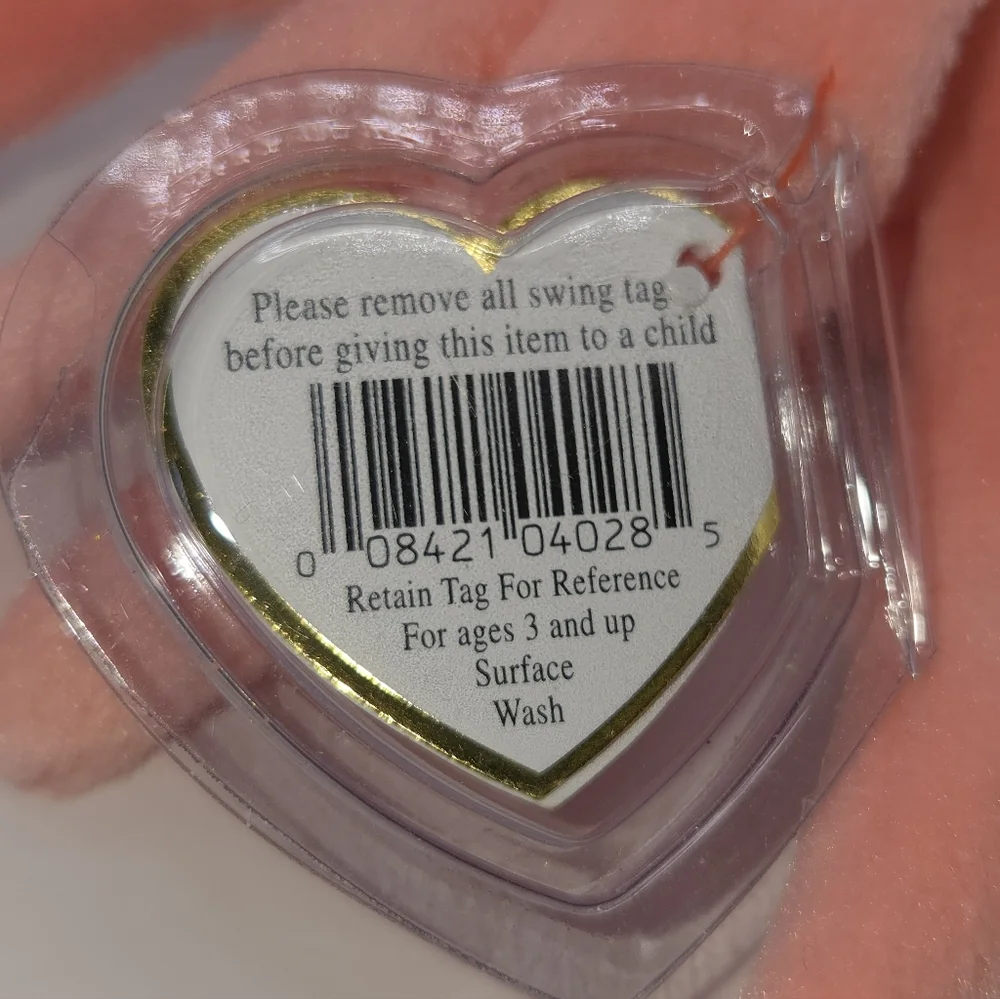 Please remove all swing tag
before giving this item to a child
0 08421 04028 5
Retain Tag For Reference
For ages 3 and up
Surface
Wash